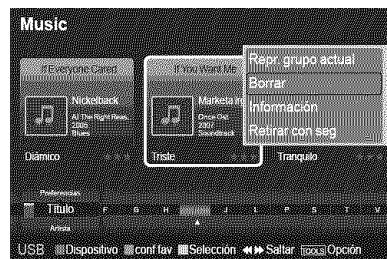 Music
If Everyone Cared
If You Want Me
Repr. grupo actual
Borrar
Información
Retirar con seg
Nickelback
All The Right Reas.
2005
Blues
Marketa
Once Ost
2007
Soundtrack
Diámico
Triste
Tranquilo
Preferencias
Título F G H J L P S T V
Artista
USB Dispositivo conf fav Selección Saltar TOOLS Opción